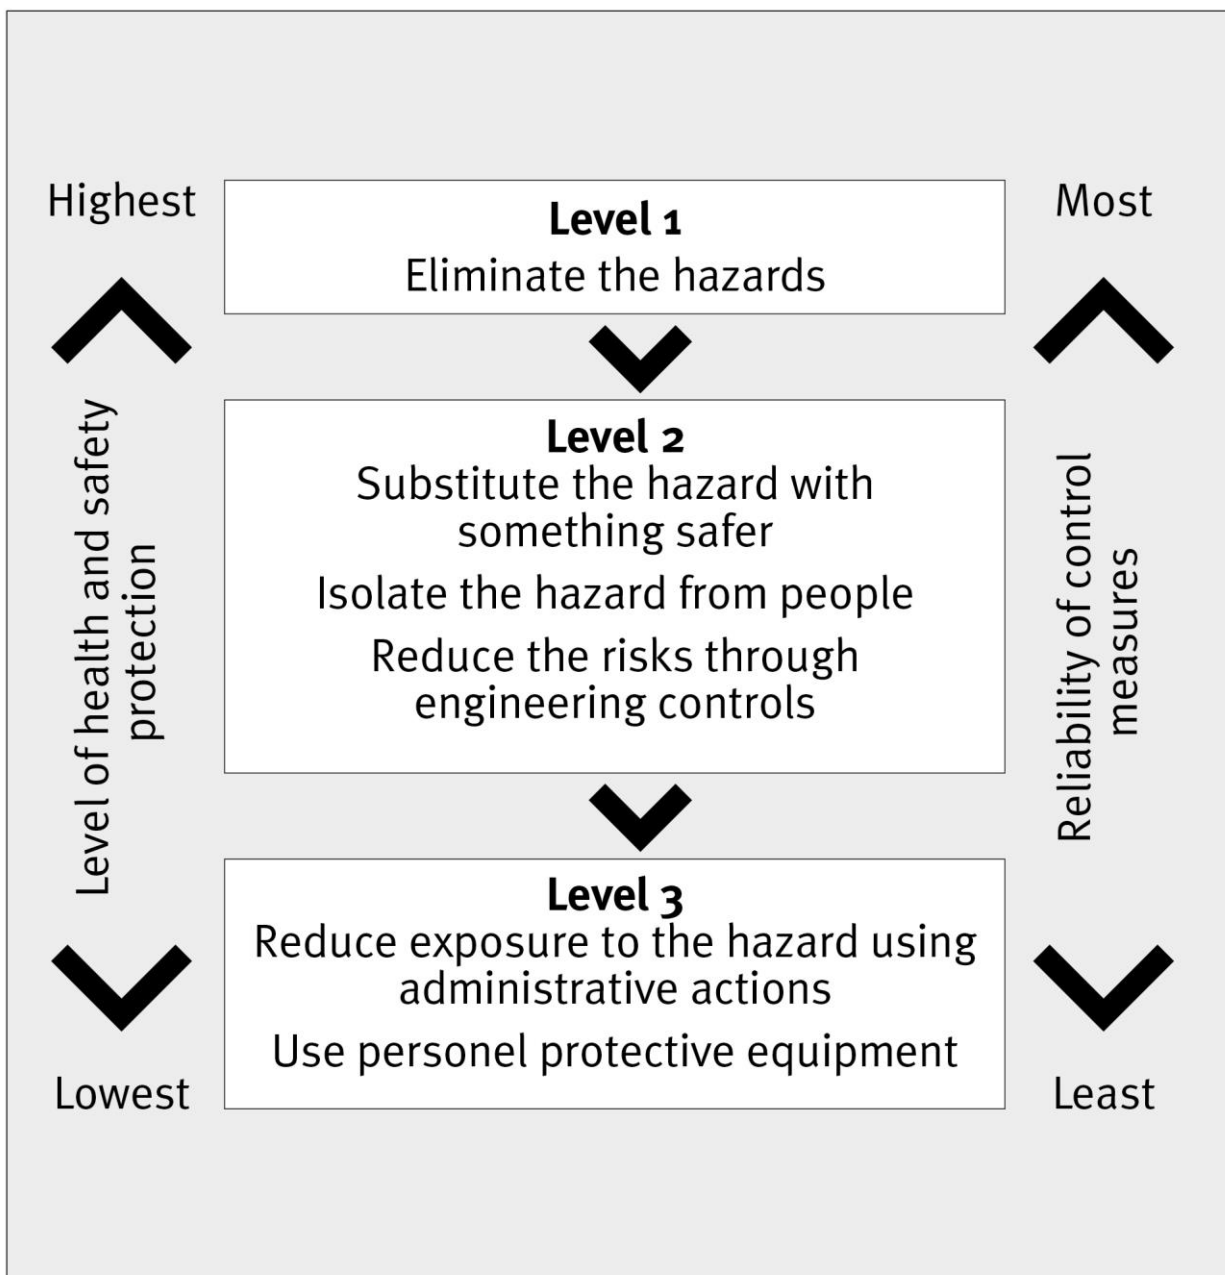 Highest
Most
Level 1
Eliminate the hazards
Level of health and safety
protection
Level 2
Substitute the hazard with
something safer
Isolate the hazard from people
Reduce the risks through
engineering controls
Reliability of control
measures
Level 3
Reduce exposure to the hazard using
administrative actions
Use personel protective equipment
Lowest
Least